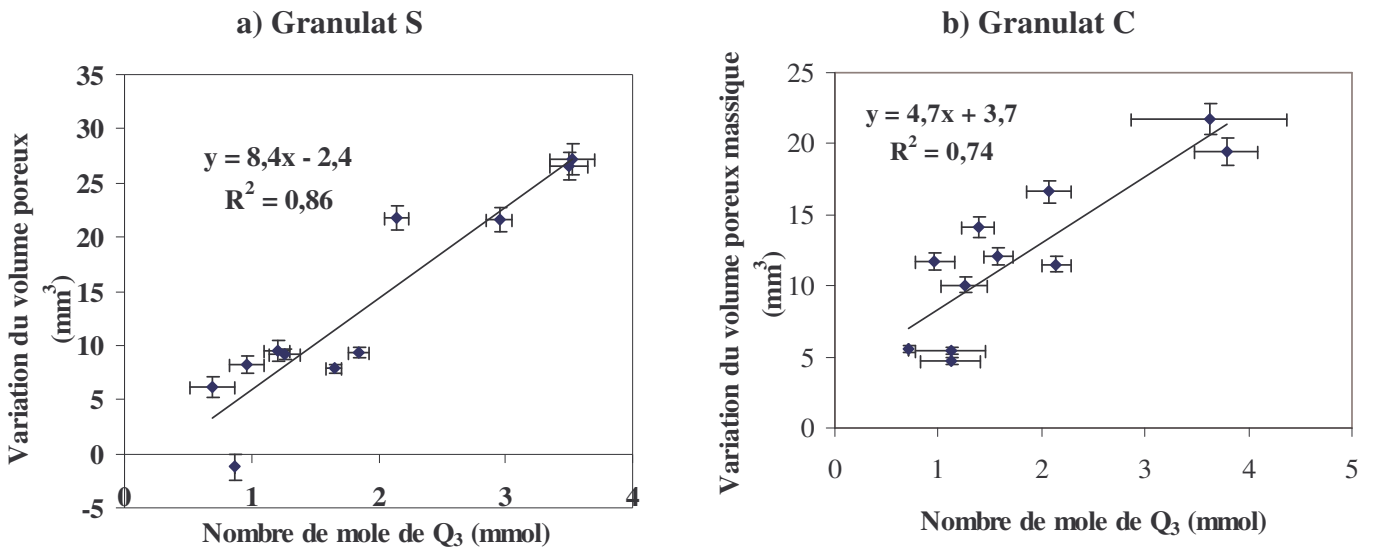 a) Granulat S
Variation du volume poreux
(mm³)
35
30
25
20
15
10
5
0
-5
y = 8,4x - 2,4
R² = 0,86
0 1 2 3 4
Nombre de mole de Q₃ (mmol)
b) Granulat C
Variation du volume poreux massique
(mm³)
25
20
15
10
5
0
y = 4,7x + 3,7
R² = 0,74
0 1 2 3 4 5
Nombre de mole de Q₃ (mmol)